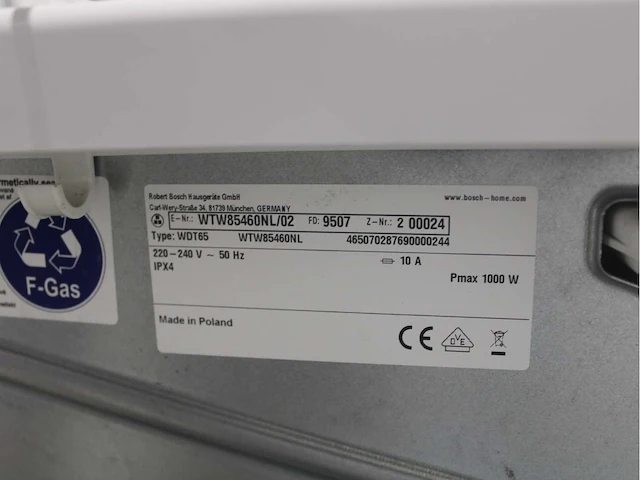 Robert Bosch Hausgeräte GmbH
Carl-Wery-Straße 34, 81739 München, GERMANY
www.bosch-home.com
E-Nr.: WTW85460NL/02 FD: 9507 Z-Nr.: 2 00024
Type: WDT65 WTW85460NL 465070287690000244
220-240 V ~ 50 Hz 10 A
IPX4
Pmax 1000 W
Made in Poland
CE
DVE
F-Gas